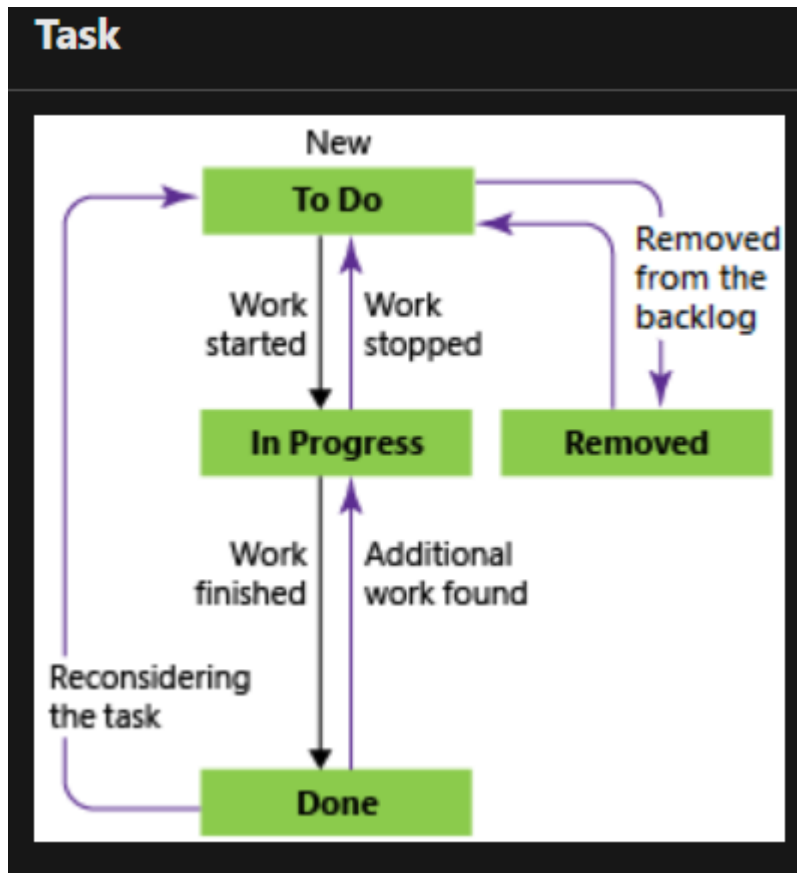 Task
New
To Do
Removed
from the
backlog
Work
started
Work
stopped
In Progress
Removed
Work
finished
Additional
work found
Reconsidering
the task
Done